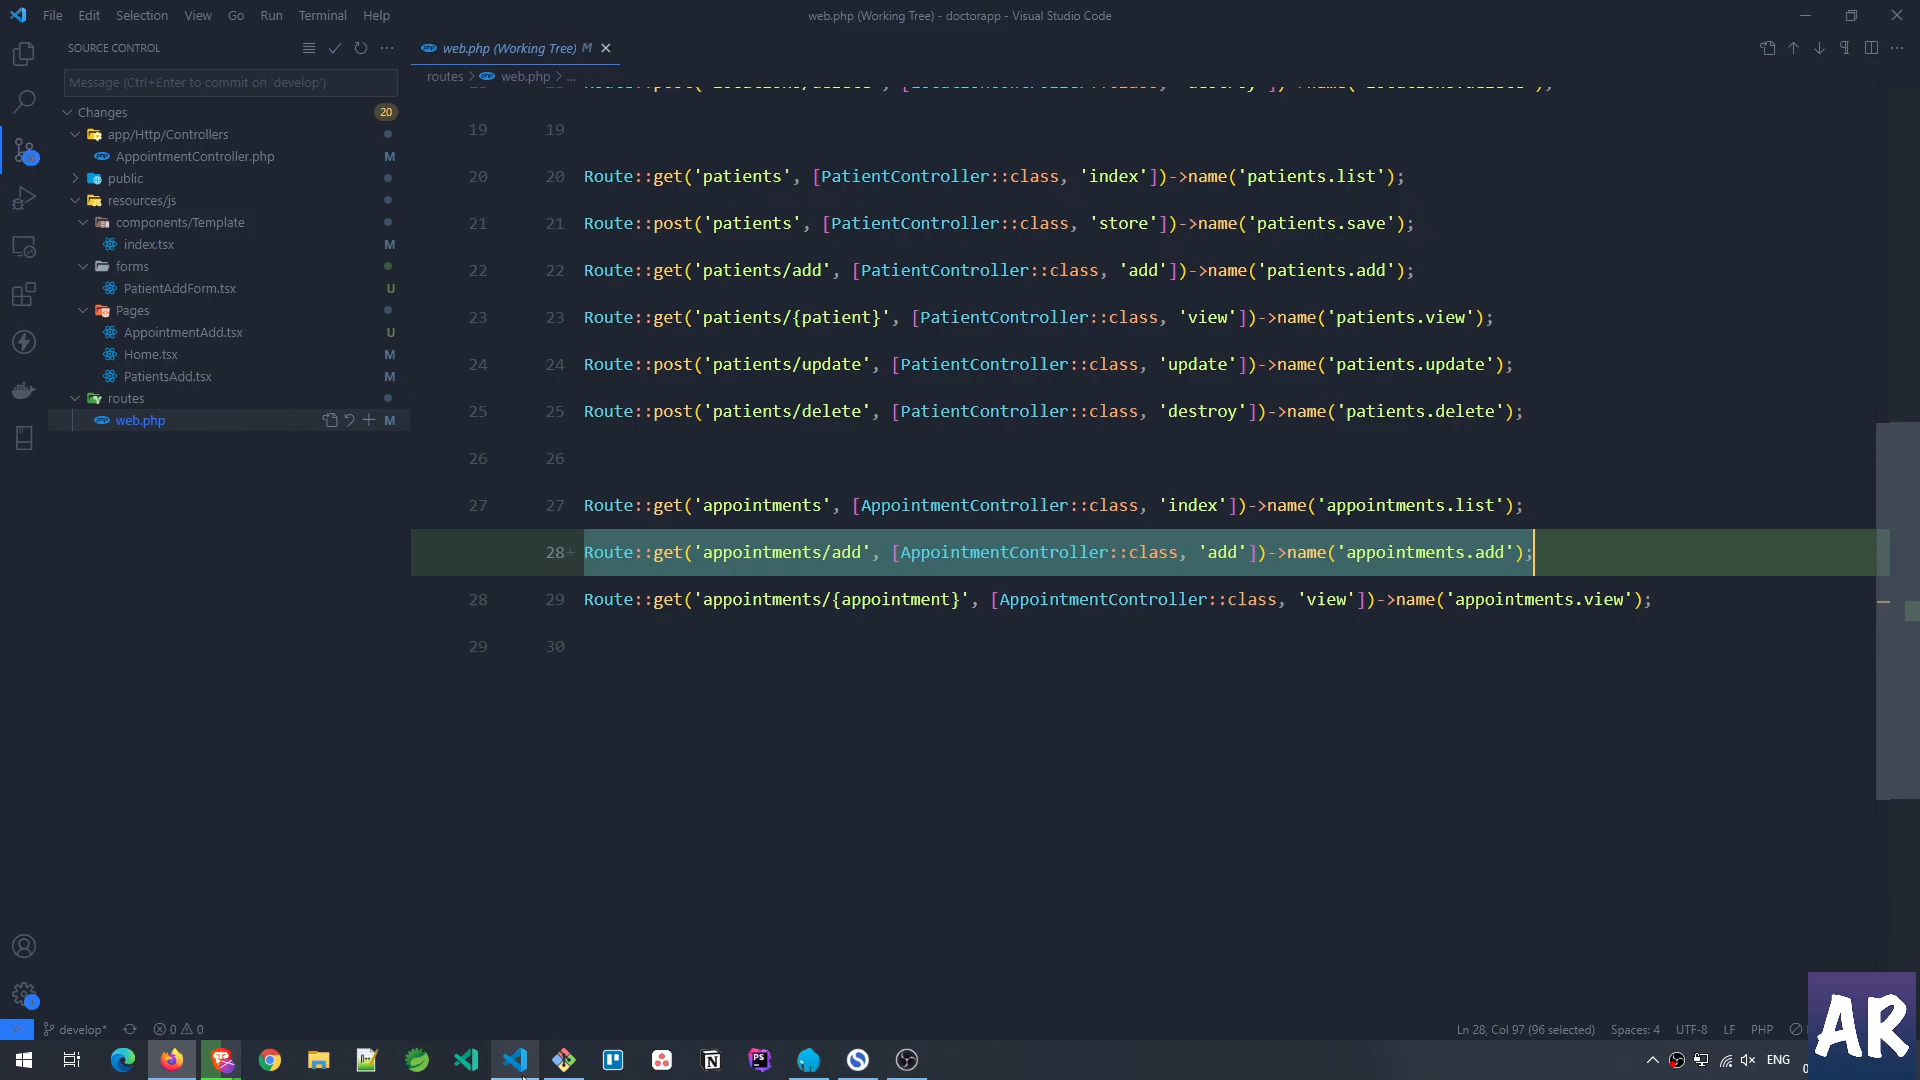 File Edit Selection View Go Run Terminal Help
web.php (Working Tree) - doctorapp - Visual Studio Code
SOURCE CONTROL
web.php (Working Tree) M
Message (Ctrl+Enter to commit on 'develop')
routes > web.php > ...
Changes 20
app/Http/Controllers
AppointmentController.php M
public
resources/js
components/Template
index.tsx M
forms
PatientAddForm.tsx U
Pages
AppointmentAdd.tsx U
Home.tsx M
PatientsAdd.tsx M
routes
web.php M
19 19
20 20 Route::get('patients', [PatientController::class, 'index'])->name('patients.list');
21 21 Route::post('patients', [PatientController::class, 'store'])->name('patients.save');
22 22 Route::get('patients/add', [PatientController::class, 'add'])->name('patients.add');
23 23 Route::get('patients/{patient}', [PatientController::class, 'view'])->name('patients.view');
24 24 Route::post('patients/update', [PatientController::class, 'update'])->name('patients.update');
25 25 Route::post('patients/delete', [PatientController::class, 'destroy'])->name('patients.delete');
26 26
27 27 Route::get('appointments', [AppointmentController::class, 'index'])->name('appointments.list');
28+ Route::get('appointments/add', [AppointmentController::class, 'add'])->name('appointments.add');
28 29 Route::get('appointments/{appointment}', [AppointmentController::class, 'view'])->name('appointments.view');
29 30
develop* 0 0
Ln 28, Col 97 (96 selected) Spaces: 4 UTF-8 LF PHP
ENG
AR